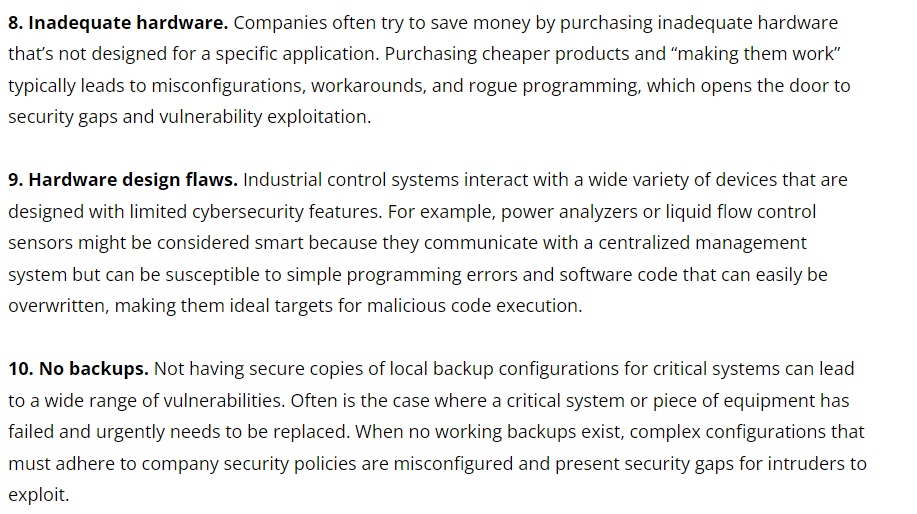 8. Inadequate hardware. Companies often try to save money by purchasing inadequate hardware
that’s not designed for a specific application. Purchasing cheaper products and “making them work”
typically leads to misconfigurations, workarounds, and rogue programming, which opens the door to
security gaps and vulnerability exploitation.
9. Hardware design flaws. Industrial control systems interact with a wide variety of devices that are
designed with limited cybersecurity features. For example, power analyzers or liquid flow control
sensors might be considered smart because they communicate with a centralized management
system but can be susceptible to simple programming errors and software code that can easily be
overwritten, making them ideal targets for malicious code execution.
10. No backups. Not having secure copies of local backup configurations for critical systems can lead
to a wide range of vulnerabilities. Often is the case where a critical system or piece of equipment has
failed and urgently needs to be replaced. When no working backups exist, complex configurations that
must adhere to company security policies are misconfigured and present security gaps for intruders to
exploit.